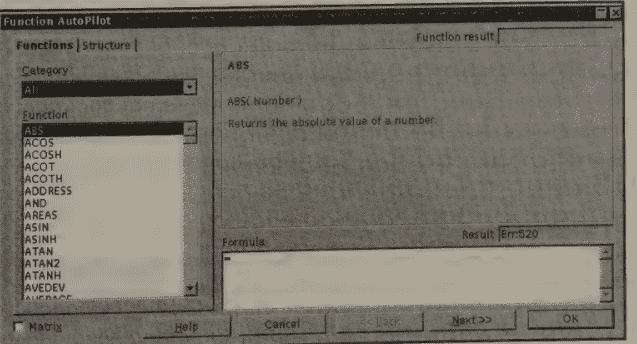 Function AutoPilot
Functions Structure
Function result
Category
All
Function
ABS
ACOS
ACOSH
ACOT
ACOTH
ADDRESS
AND
AREAS
ASIN
ASINH
ATAN
ATAN2
ATANH
AVEDEV
AVERAGE
ABS
ABS( Number )
Returns the absolute value of a number.
Formula
Result Err:520
=
Matrix
Help
Cancel
<< Back
Next >>
OK